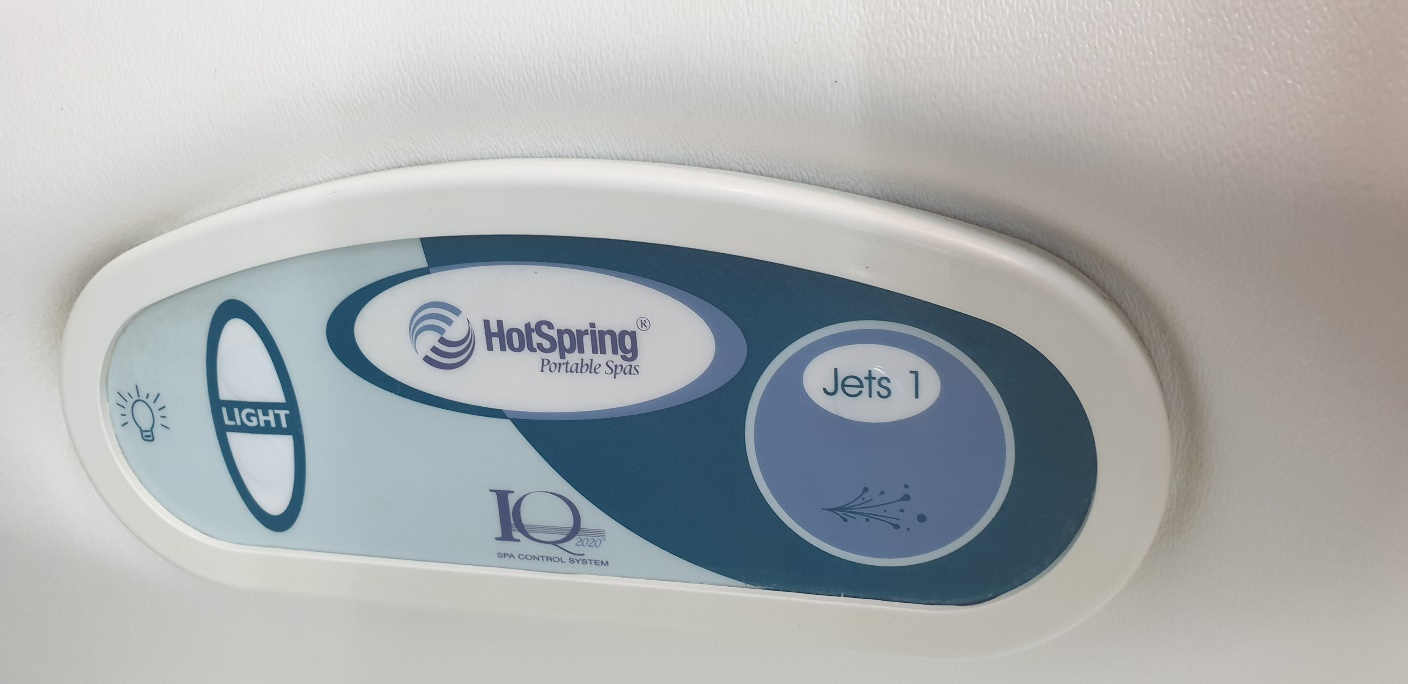 LIGHT
HotSpring®
Portable Spas
Jets 1
IQ
2020
SPA CONTROL SYSTEM